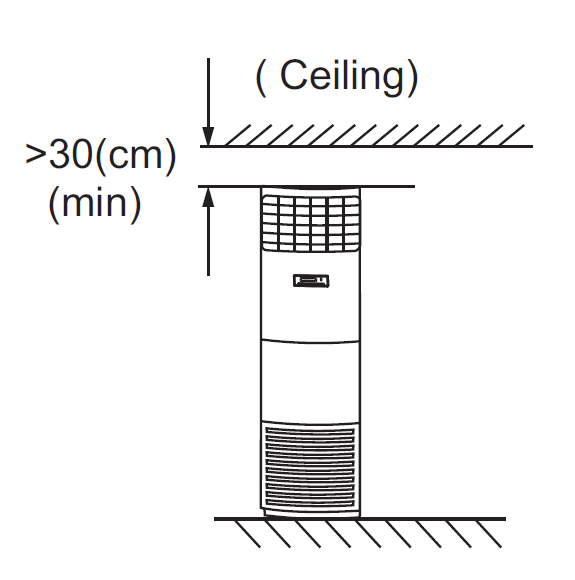 ( Ceiling)
>30(cm)
(min)